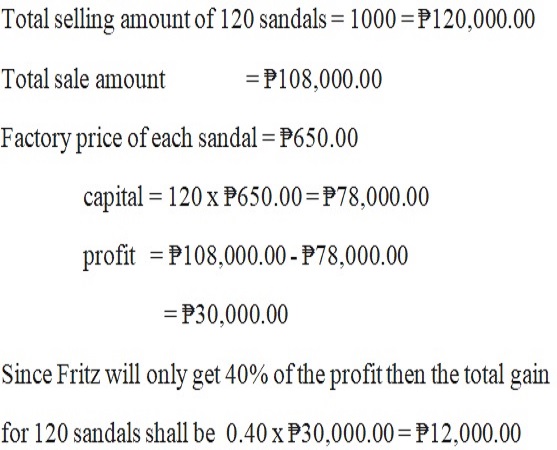 Total selling amount of 120 sandals = 1000 = ₱120,000.00
Total sale amount = ₱108,000.00
Factory price of each sandal = ₱650.00
capital = 120 x ₱650.00 = ₱78,000.00
profit = ₱108,000.00 - ₱78,000.00
= ₱30,000.00
Since Fritz will only get 40% of the profit then the total gain
for 120 sandals shall be 0.40 x ₱30,000.00 = ₱12,000.00